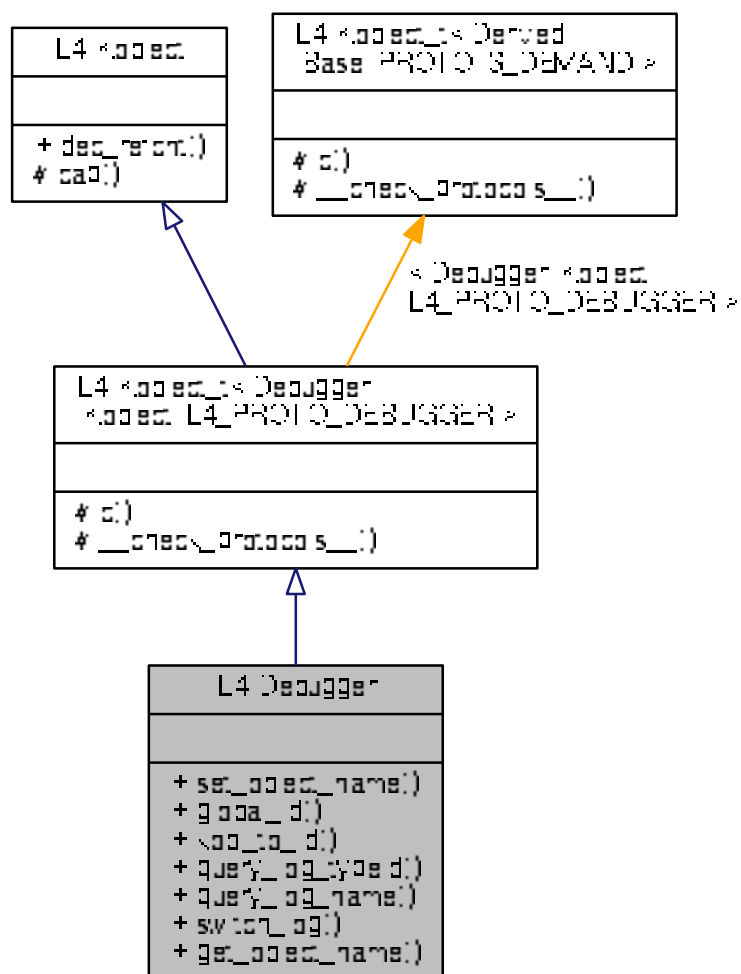 L4::Kobject
+ dec_refcnt()
# cap()
L4::Kobject_t< Derived,
Base, PROTO, S_DEMAND >
# c()
# __check_protocols__()
< Debugger, Kobject,
L4_PROTO_DEBUGGER >
L4::Kobject_t< Debugger,
Kobject, L4_PROTO_DEBUGGER >
# c()
# __check_protocols__()
L4::Debugger
+ set_object_name()
+ global_id()
+ kobj_to_id()
+ query_log_typeid()
+ query_log_name()
+ switch_log()
+ get_object_name()